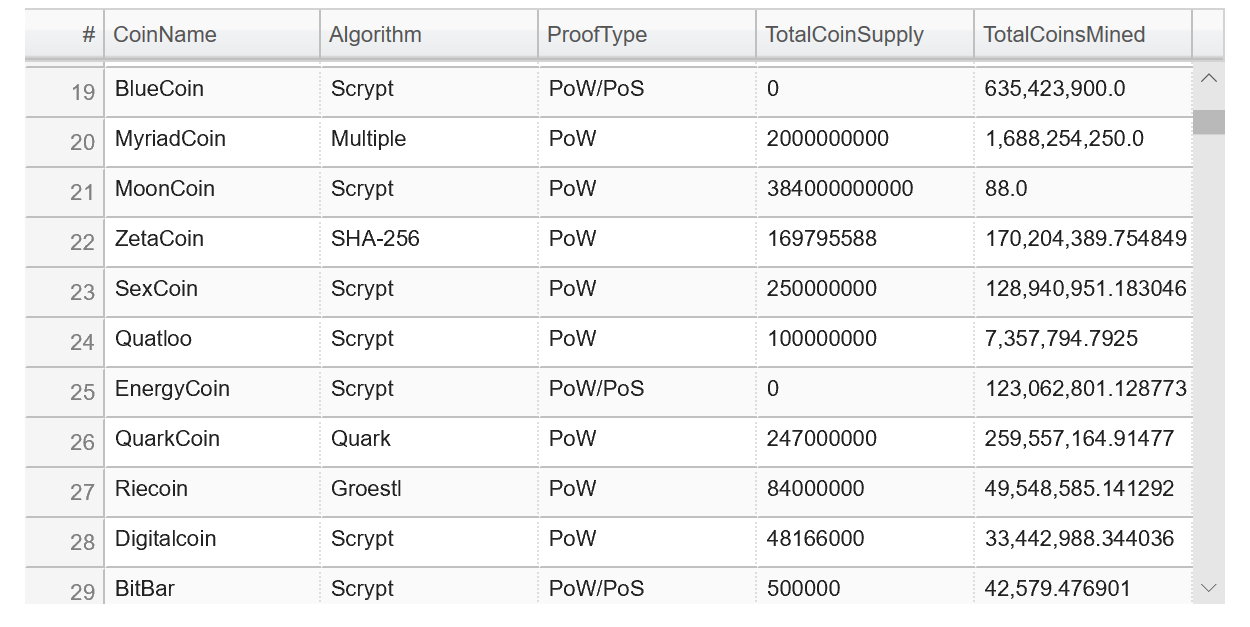 # CoinName Algorithm ProofType TotalCoinSupply TotalCoinsMined
19 BlueCoin Scrypt PoW/PoS 0 635,423,900.0
20 MyriadCoin Multiple PoW 2000000000 1,688,254,250.0
21 MoonCoin Scrypt PoW 384000000000 88.0
22 ZetaCoin SHA-256 PoW 169795588 170,204,389.754849
23 SexCoin Scrypt PoW 250000000 128,940,951.183046
24 Quatloo Scrypt PoW 100000000 7,357,794.7925
25 EnergyCoin Scrypt PoW/PoS 0 123,062,801.128773
26 QuarkCoin Quark PoW 247000000 259,557,164.91477
27 Riecoin Groestl PoW 84000000 49,548,585.141292
28 Digitalcoin Scrypt PoW 48166000 33,442,988.344036
29 BitBar Scrypt PoW/PoS 500000 42,579.476901